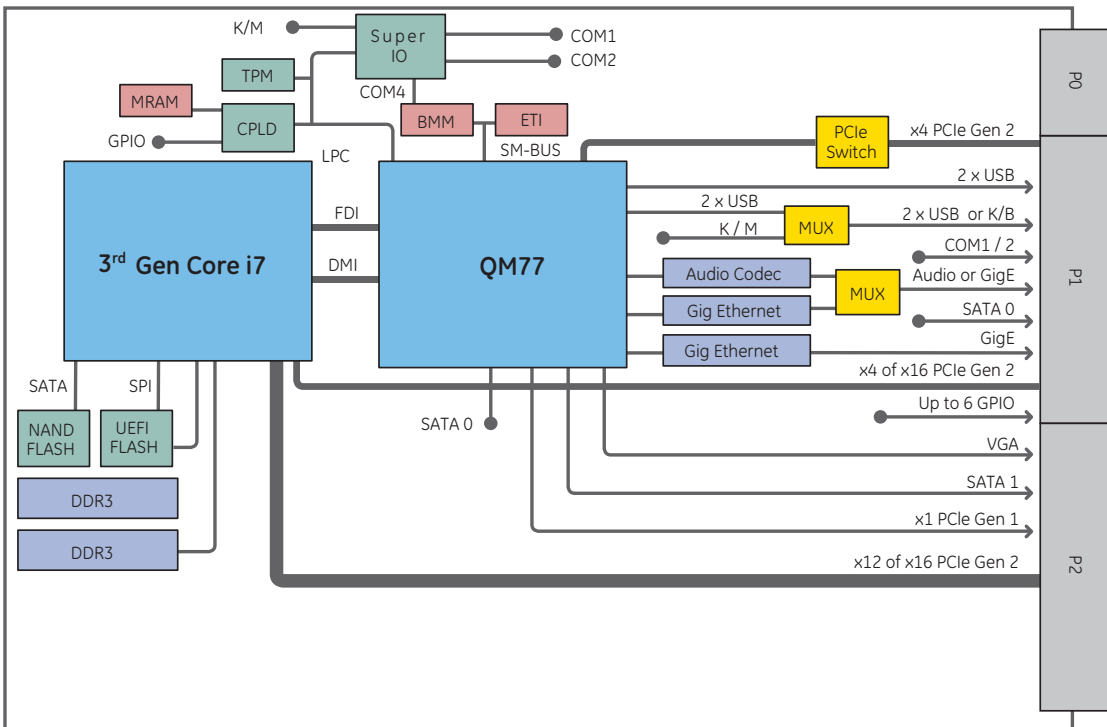 K/M
Super
IO
COM1
COM2
P0
TPM
COM4
MRAM
CPLD
BMM
ETI
PCIe
Switch
x4 PCIe Gen 2
GPIO
LPC
SM-BUS
2 x USB
2 x USB
MUX
2 x USB or K/B
FDI
K / M
COM1 / 2
3rd Gen Core i7
QM77
DMI
Audio Codec
MUX
Audio or GigE
P1
Gig Ethernet
SATA 0
Gig Ethernet
GigE
x4 of x16 PCIe Gen 2
SATA
SPI
Up to 6 GPIO
NAND
FLASH
UEFI
FLASH
SATA 0
VGA
DDR3
SATA 1
x1 PCIe Gen 1
DDR3
x12 of x16 PCIe Gen 2
P2